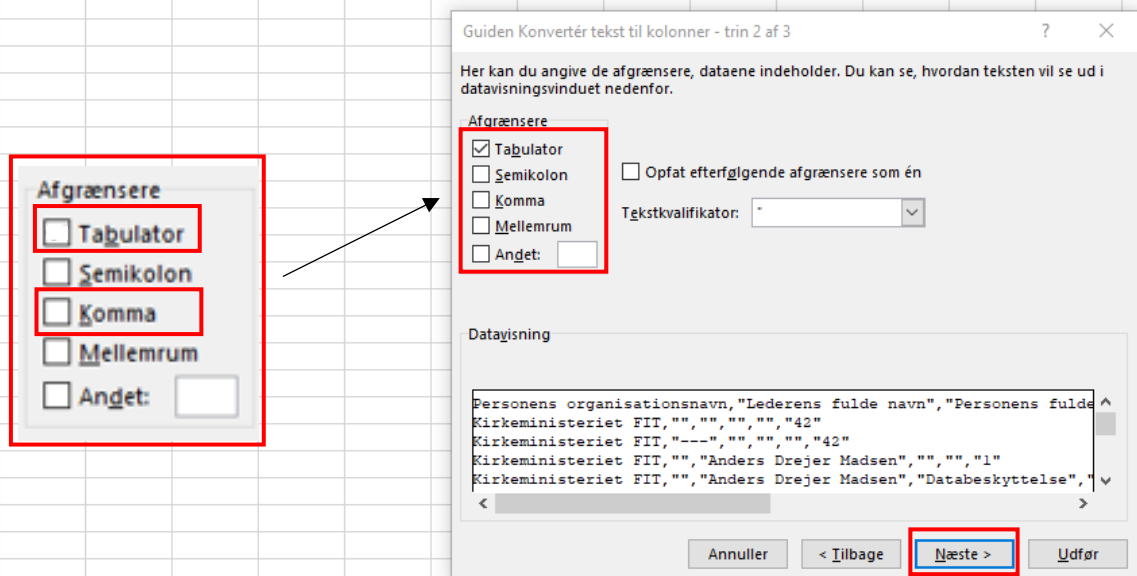 Guiden Konvertér tekst til kolonner - trin 2 af 3
Her kan du angive de afgrænsere, dataene indeholder. Du kan se, hvordan teksten vil se ud i
datavisningsvinduet nedenfor.
Afgrænsere
Tabulator
Semikolon
Komma
Mellemrum
Andet:
Opfat efterfølgende afgrænsere som én
Tekstkvalifikator: "
Afgrænsere
Tabulator
Semikolon
Komma
Mellemrum
Andet:
Datavisning
Personens organisationsnavn,"Lederens fulde navn","Personens fulde
Kirkeministeriet FIT,"","","","","42"
Kirkeministeriet FIT,"---","","","","42"
Kirkeministeriet FIT,"","Anders Drejer Madsen","","","1"
Kirkeministeriet FIT,"","Anders Drejer Madsen","Databeskyttelse","
Annuller
< Tilbage
Næste >
Udfør